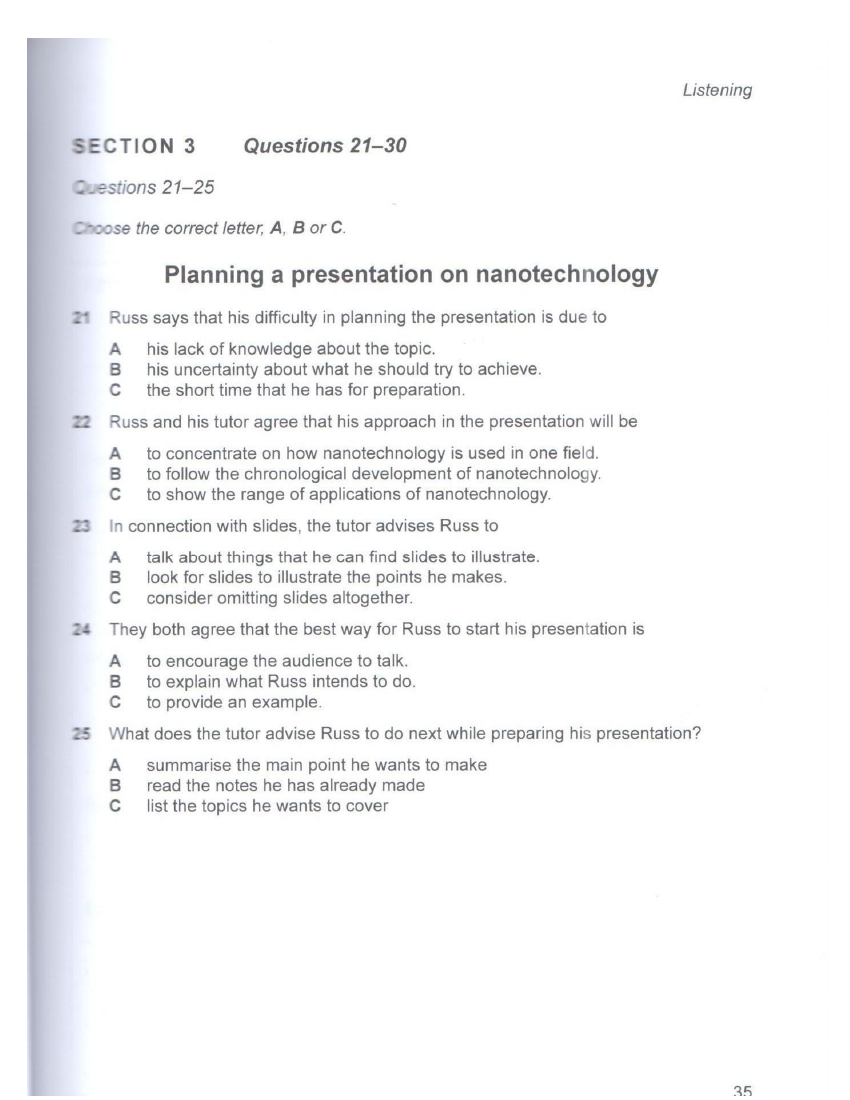 Listening
SECTION 3 Questions 21–30
Questions 21–25
Choose the correct letter, A, B or C.
Planning a presentation on nanotechnology
21 Russ says that his difficulty in planning the presentation is due to
A his lack of knowledge about the topic.
B his uncertainty about what he should try to achieve.
C the short time that he has for preparation.
22 Russ and his tutor agree that his approach in the presentation will be
A to concentrate on how nanotechnology is used in one field.
B to follow the chronological development of nanotechnology.
C to show the range of applications of nanotechnology.
23 In connection with slides, the tutor advises Russ to
A talk about things that he can find slides to illustrate.
B look for slides to illustrate the points he makes.
C consider omitting slides altogether.
24 They both agree that the best way for Russ to start his presentation is
A to encourage the audience to talk.
B to explain what Russ intends to do.
C to provide an example.
25 What does the tutor advise Russ to do next while preparing his presentation?
A summarise the main point he wants to make
B read the notes he has already made
C list the topics he wants to cover
35